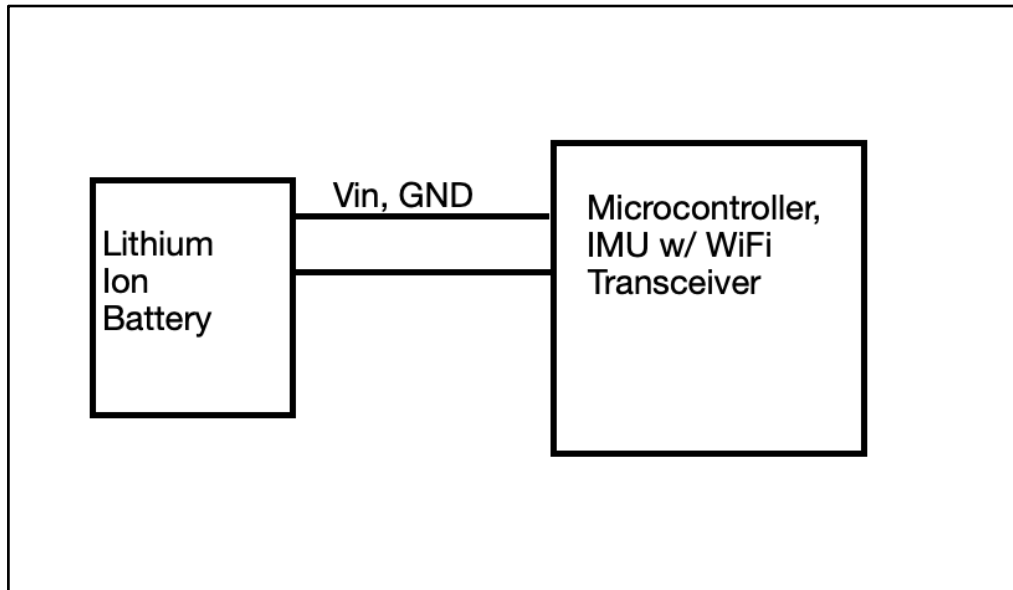 Vin, GND
Lithium
Ion
Battery
Microcontroller,
IMU w/ WiFi
Transceiver